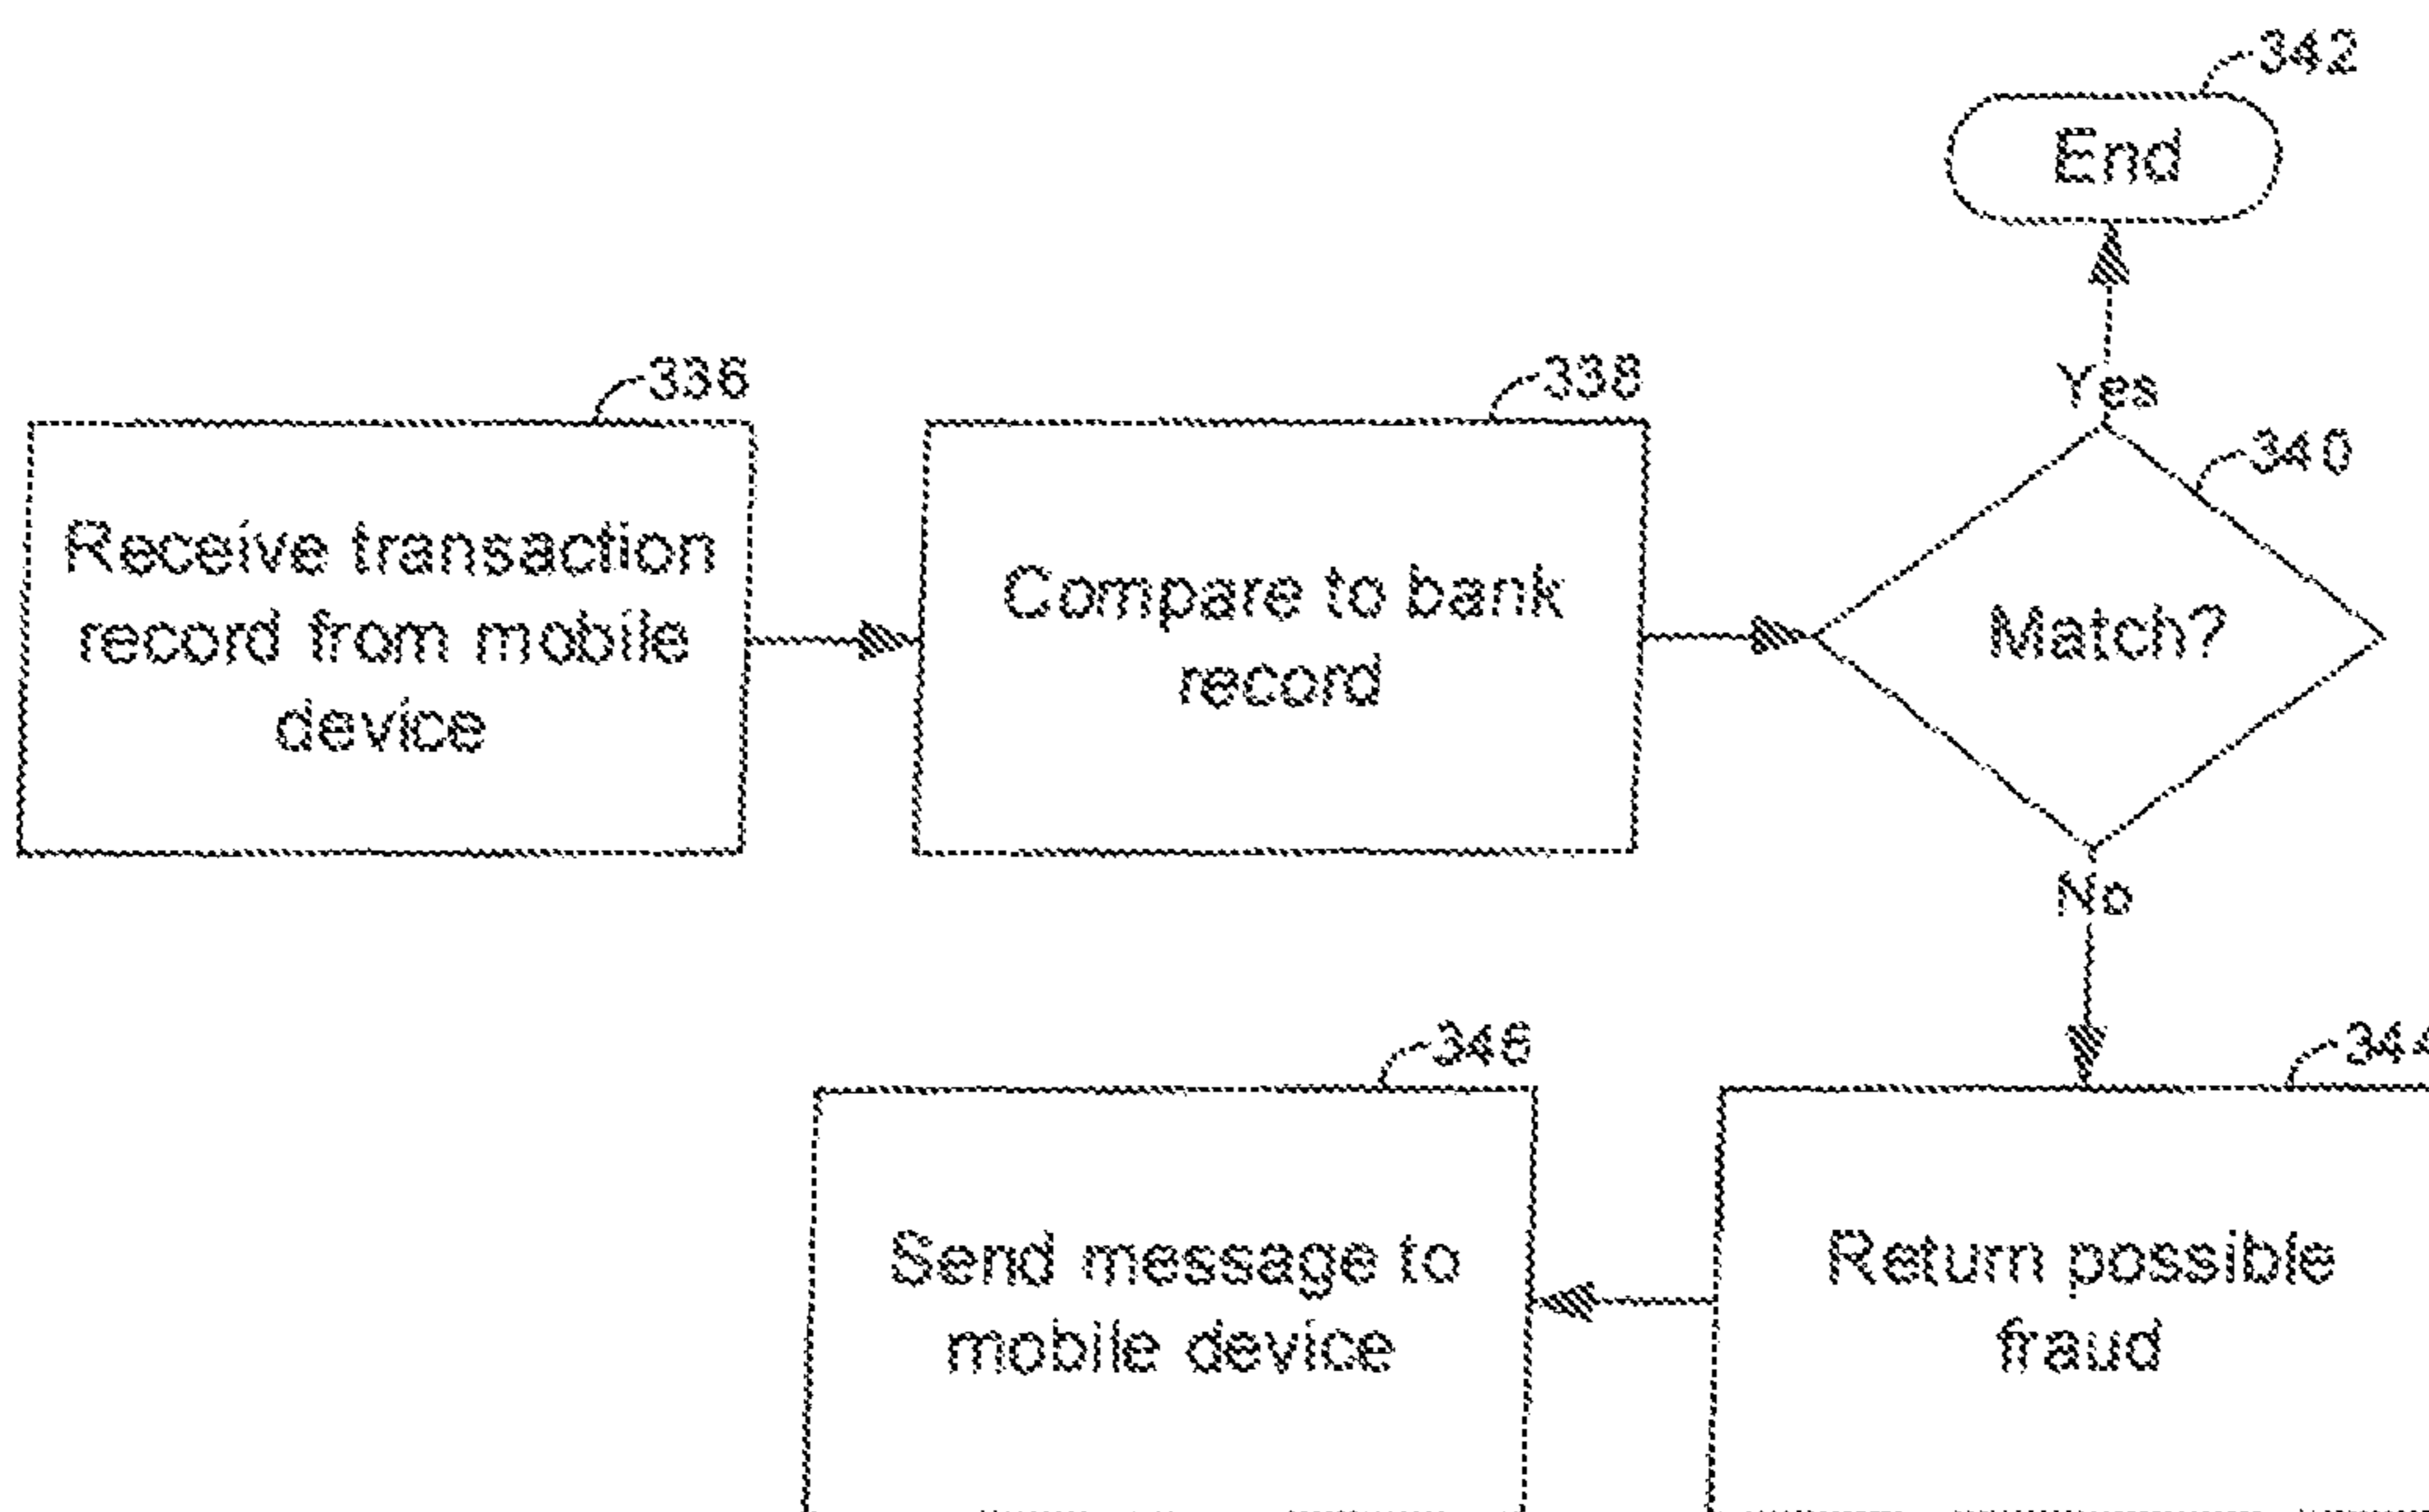 342
End
Yes
336
338
340
Receive transaction
record from mobile
device
Compare to bank
record
Match?
No
346
344
Send message to
mobile device
Return possible
fraud